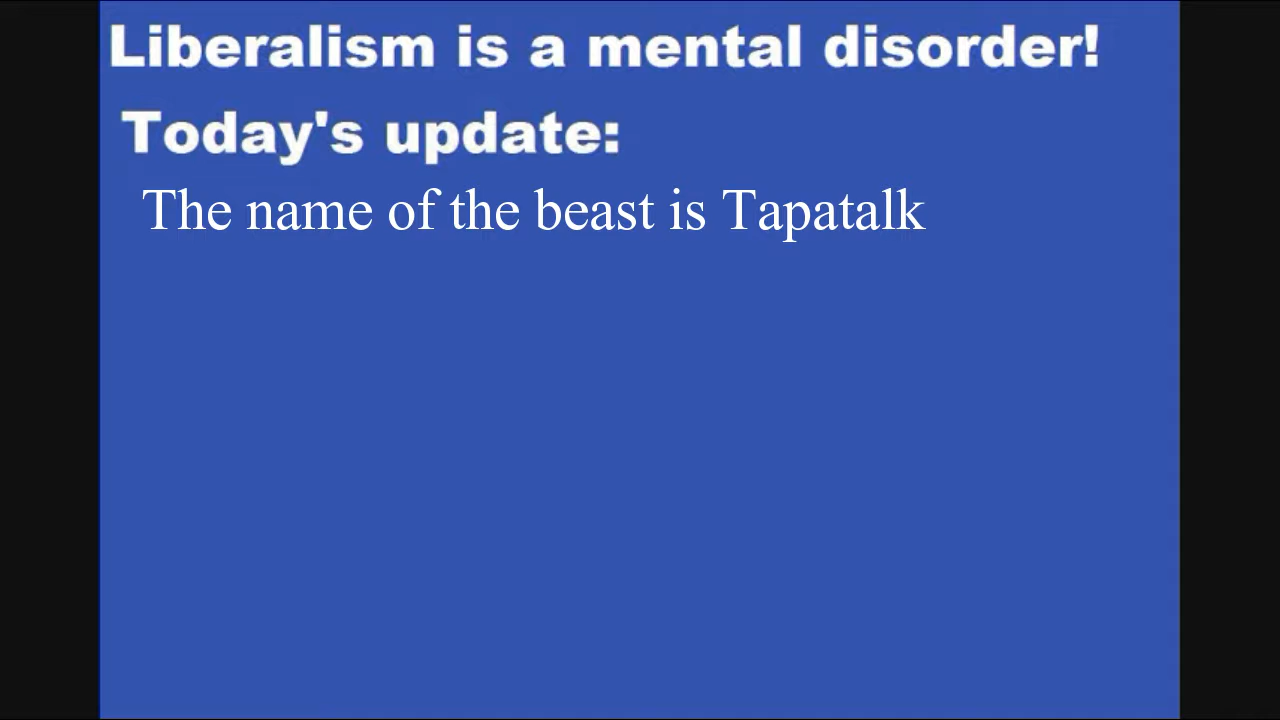 Liberalism is a mental disorder!
Today's update:
The name of the beast is Tapatalk